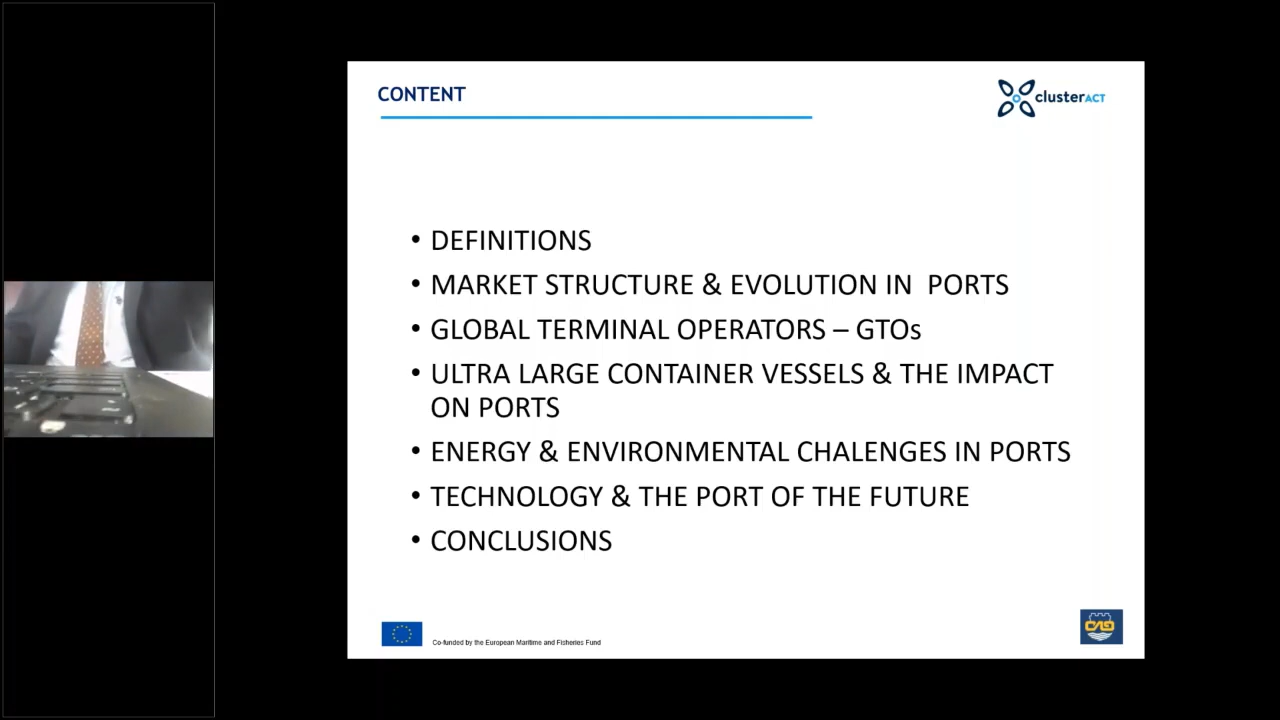 CONTENT
clusterACT
• DEFINITIONS
• MARKET STRUCTURE & EVOLUTION IN PORTS
• GLOBAL TERMINAL OPERATORS – GTOs
• ULTRA LARGE CONTAINER VESSELS & THE IMPACT
ON PORTS
• ENERGY & ENVIRONMENTAL CHALENGES IN PORTS
• TECHNOLOGY & THE PORT OF THE FUTURE
• CONCLUSIONS
Co-funded by the European Maritime and Fisheries Fund